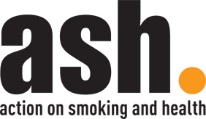 ash.
action on smoking and health